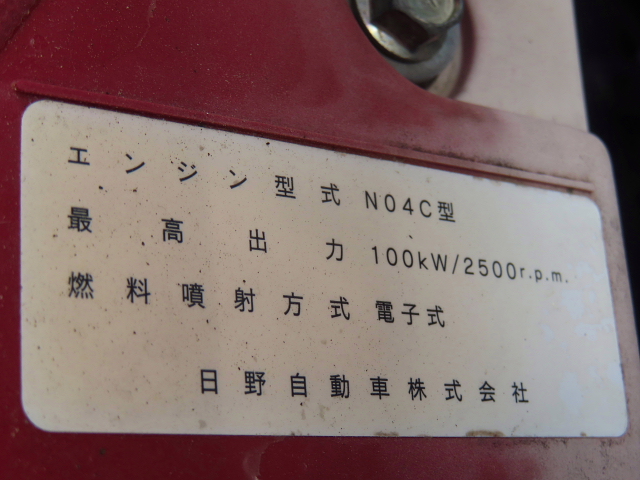 エンジン型式 N04C型
最高出力 100kW/2500r.p.m.
燃料噴射方式 電子式
日野自動車株式会社